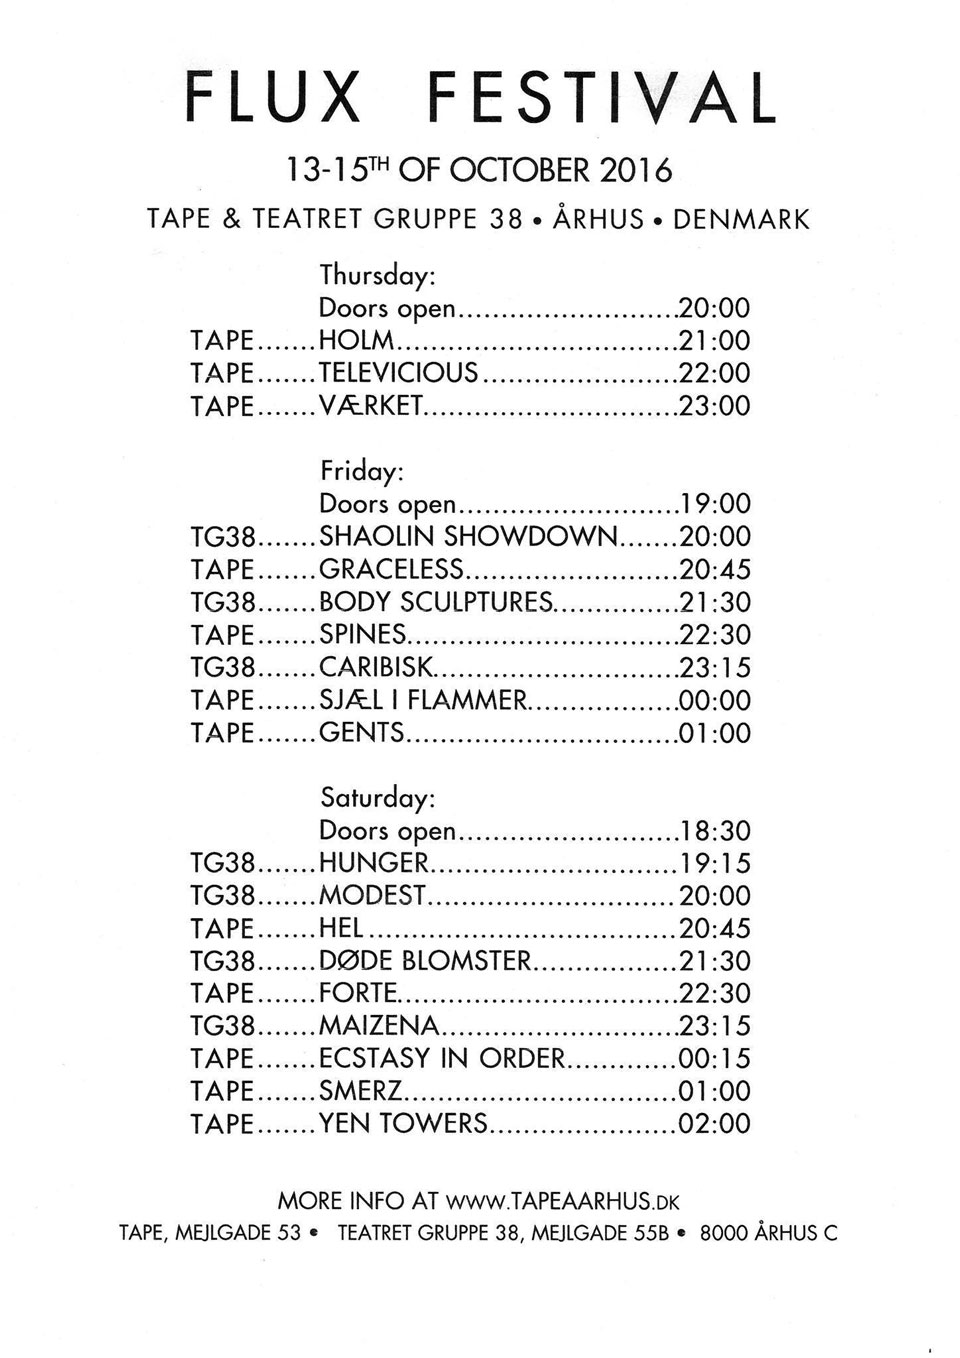 FLUX FESTIVAL
13-15TH OF OCTOBER 2016
TAPE & TEATRET GRUPPE 38 • ÅRHUS • DENMARK
Thursday:
Doors open..........................20:00
TAPE.......HOLM.................................21:00
TAPE.......TELEVICIOUS.......................22:00
TAPE.......VÆRKET..............................23:00
Friday:
Doors open..........................19:00
TG38.......SHAOLIN SHOWDOWN.......20:00
TAPE.......GRACELESS.........................20:45
TG38.......BODY SCULPTURES...............21:30
TAPE.......SPINES................................22:30
TG38.......CARIBISK.............................23:15
TAPE.......SJÆL I FLAMMER..................00:00
TAPE.......GENTS................................01:00
Saturday:
Doors open..........................18:30
TG38.......HUNGER.............................19:15
TG38.......MODEST.............................20:00
TAPE.......HEL....................................20:45
TG38.......DØDE BLOMSTER.................21:30
TAPE.......FORTE.................................22:30
TG38.......MAIZENA............................23:15
TAPE.......ECSTASY IN ORDER.............00:15
TAPE.......SMERZ................................01:00
TAPE.......YEN TOWERS......................02:00
MORE INFO AT WWW.TAPEAARHUS.DK
TAPE, MEJLGADE 53 • TEATRET GRUPPE 38, MEJLGADE 55B • 8000 ÅRHUS C